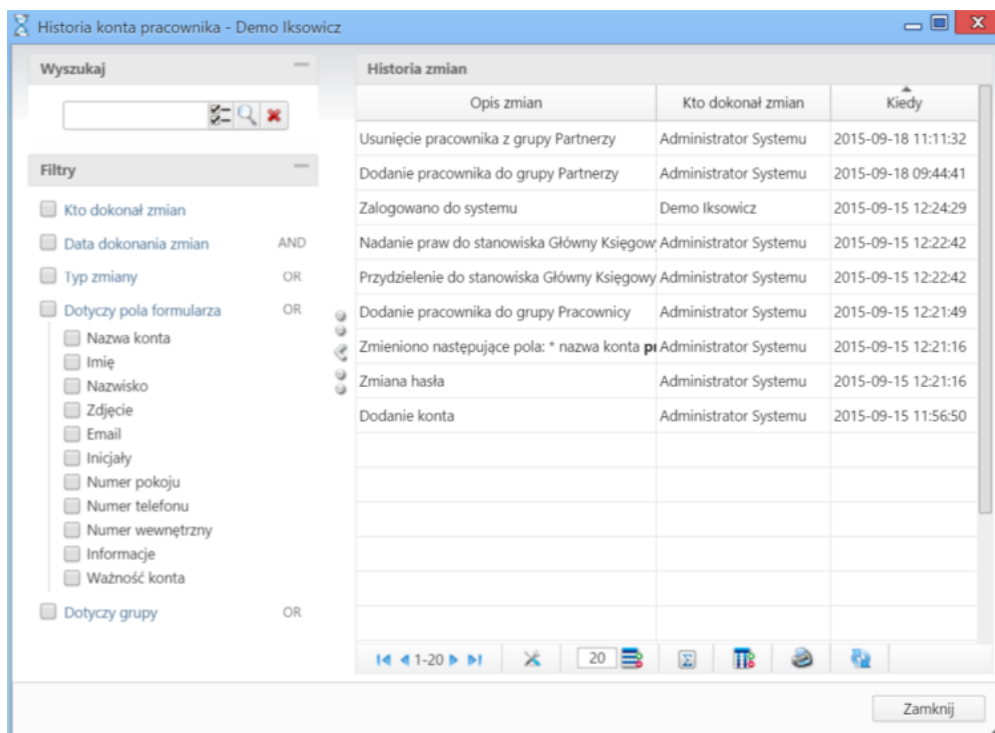 Historia konta pracownika - Demo Iksowicz
Wyszukaj
Filtry
Kto dokonał zmian
Data dokonania zmian AND
Typ zmiany OR
Dotyczy pola formularza OR
Nazwa konta
Imię
Nazwisko
Zdjęcie
Email
Inicjały
Numer pokoju
Numer telefonu
Numer wewnętrzny
Informacje
Ważność konta
Dotyczy grupy OR
Historia zmian
Opis zmian Kto dokonał zmian Kiedy
Usunięcie pracownika z grupy Partnerzy Administrator Systemu 2015-09-18 11:11:32
Dodanie pracownika do grupy Partnerzy Administrator Systemu 2015-09-18 09:44:41
Zalogowano do systemu Demo Iksowicz 2015-09-15 12:24:29
Nadanie praw do stanowiska Główny Księgow Administrator Systemu 2015-09-15 12:22:42
Przydzielenie do stanowiska Główny Księgowy Administrator Systemu 2015-09-15 12:22:42
Dodanie pracownika do grupy Pracownicy Administrator Systemu 2015-09-15 12:21:49
Zmieniono następujące pola: * nazwa konta Administrator Systemu 2015-09-15 12:21:16
Zmiana hasła Administrator Systemu 2015-09-15 12:21:16
Dodanie konta Administrator Systemu 2015-09-15 11:56:50
1-20 20 Σ
Zamknij